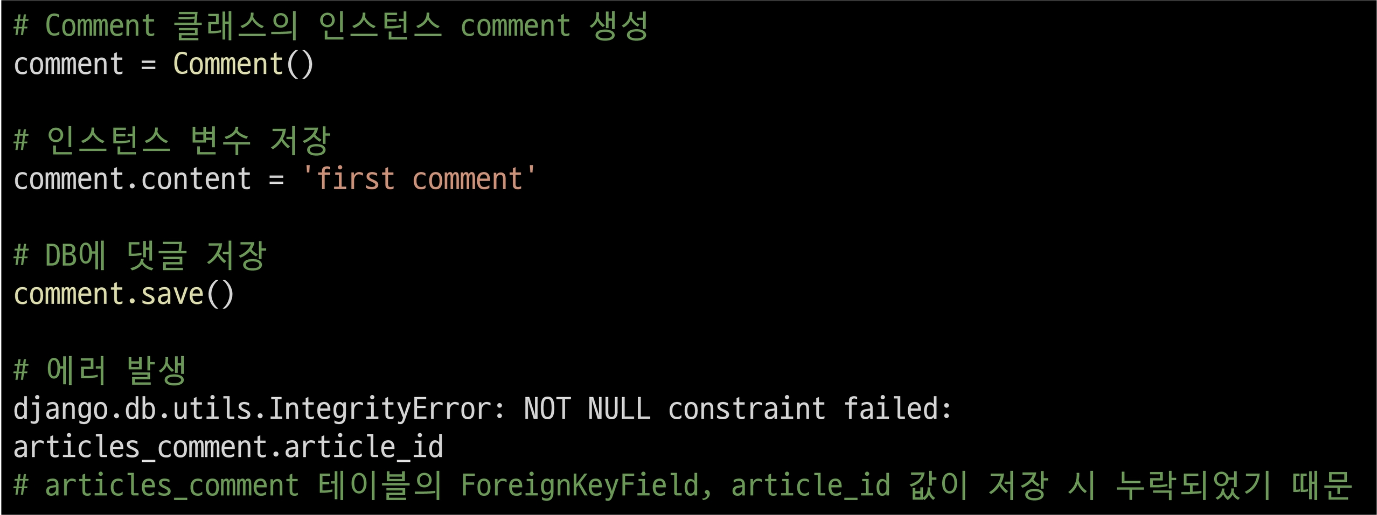 # Comment 클래스의 인스턴스 comment 생성
comment = Comment()
# 인스턴스 변수 저장
comment.content = 'first comment'
# DB에 댓글 저장
comment.save()
# 에러 발생
django.db.utils.IntegrityError: NOT NULL constraint failed:
articles_comment.article_id
# articles_comment 테이블의 ForeignKeyField, article_id 값이 저장 시 누락되었기 때문